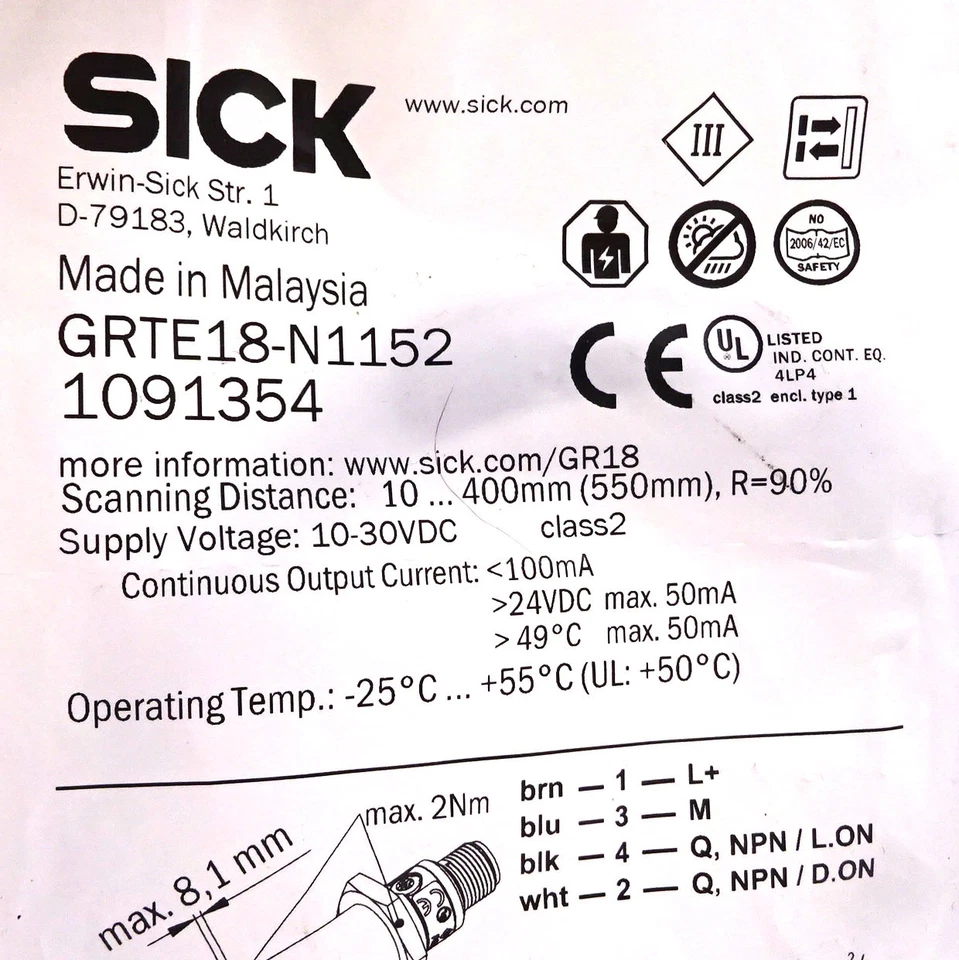 SICK
www.sick.com
Erwin-Sick Str. 1
D-79183, Waldkirch
Made in Malaysia
GRTE18-N1152
1091354
III
NO
2006/42/EC
SAFETY
CE
UL
LISTED
IND. CONT. EQ.
4LP4
class2 encl. type 1
more information: www.sick.com/GR18
Scanning Distance: 10 ... 400mm (550mm), R=90%
Supply Voltage: 10-30VDC class2
Continuous Output Current: <100mA
>24VDC max. 50mA
>49°C max. 50mA
Operating Temp.: -25°C ... +55°C (UL: +50°C)
max. 8,1 mm
max. 2Nm
brn — 1 — L+
blu — 3 — M
blk — 4 — Q, NPN / L.ON
wht — 2 — Q, NPN / D.ON